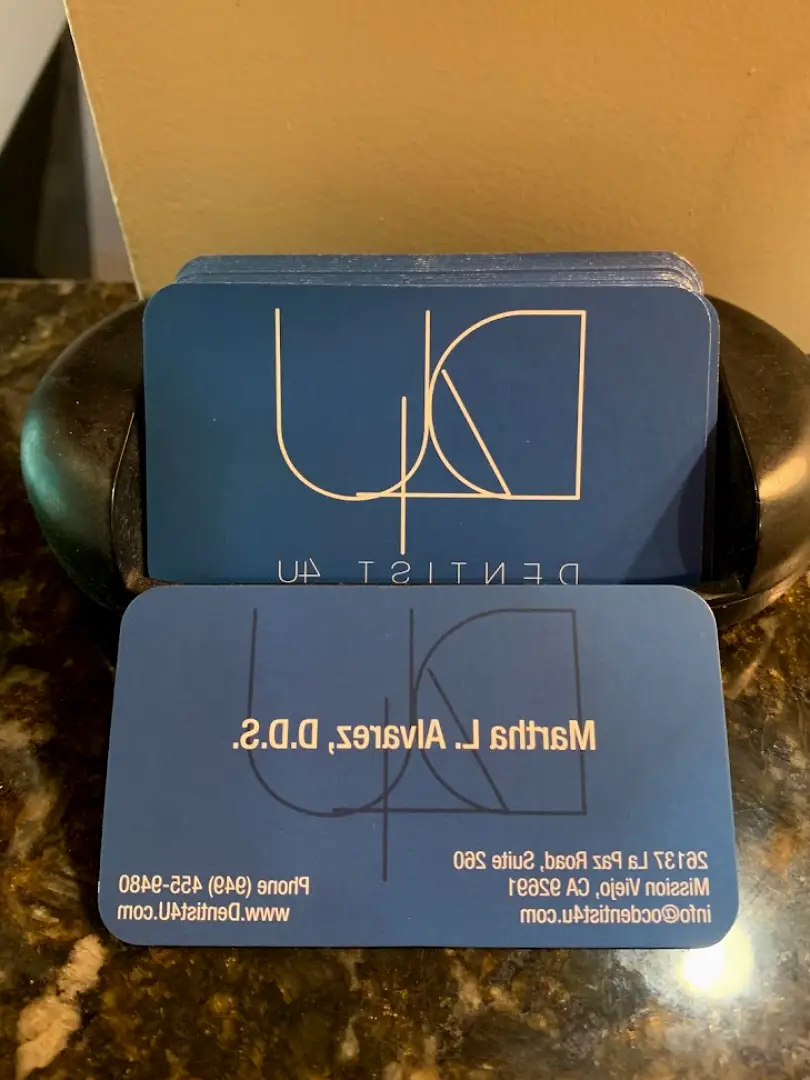 DENTIST 4U
Martha L. Alvarez, D.D.S.
26137 La Paz Road, Suite 260
Mission Viejo, CA 92691
info@ocdentist4u.com
Phone (949) 455-9480
www.Dentist4U.com